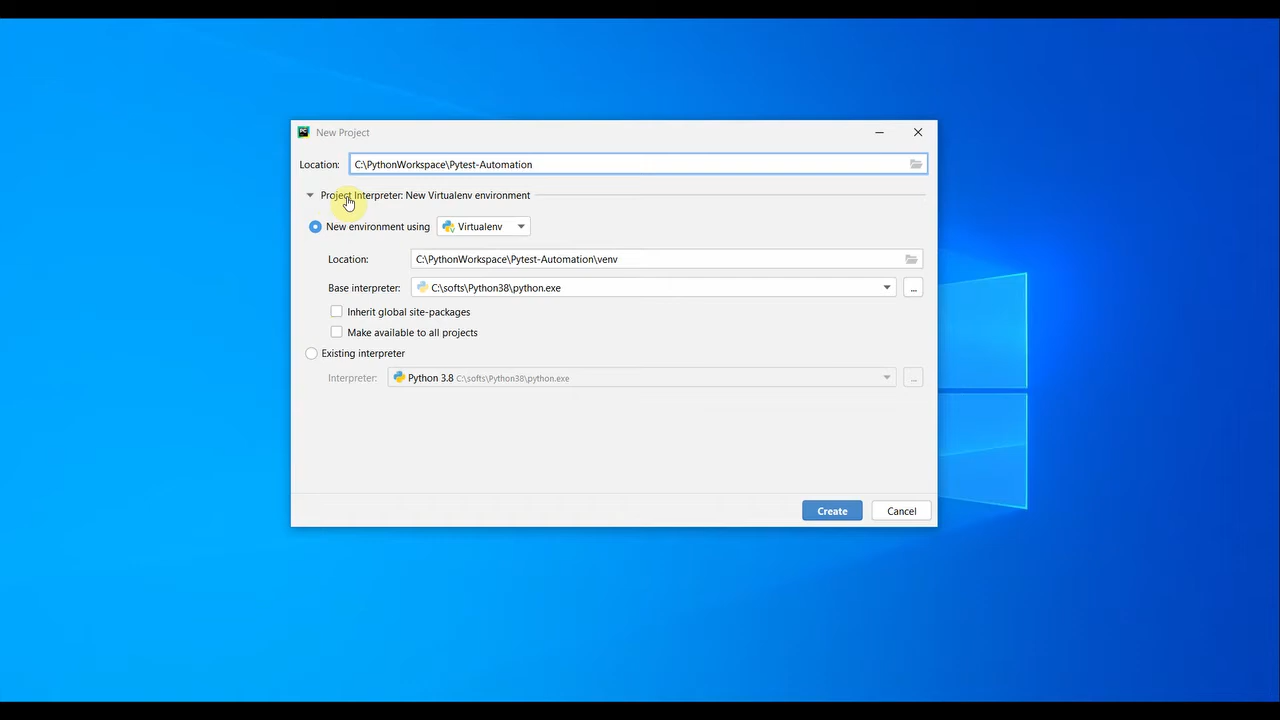 New Project
Location: C:\PythonWorkspace\Pytest-Automation
Project Interpreter: New Virtualenv environment
New environment using Virtualenv
Location: C:\PythonWorkspace\Pytest-Automation\venv
Base interpreter: C:\softs\Python38\python.exe ...
Inherit global site-packages
Make available to all projects
Existing interpreter
Interpreter: Python 3.8 C:\softs\Python38\python.exe ...
Create Cancel